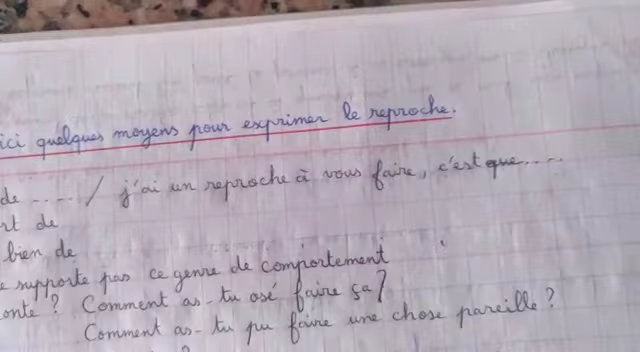 ici quelques moyens pour exprimer le reproche.
de .... / j'ai un reproche à vous faire, c'est que....
rt de
bien de
e supporte pas ce genre de comportement
onte ? Comment as-tu osé faire ça ?
Comment as-tu pu faire une chose pareille ?